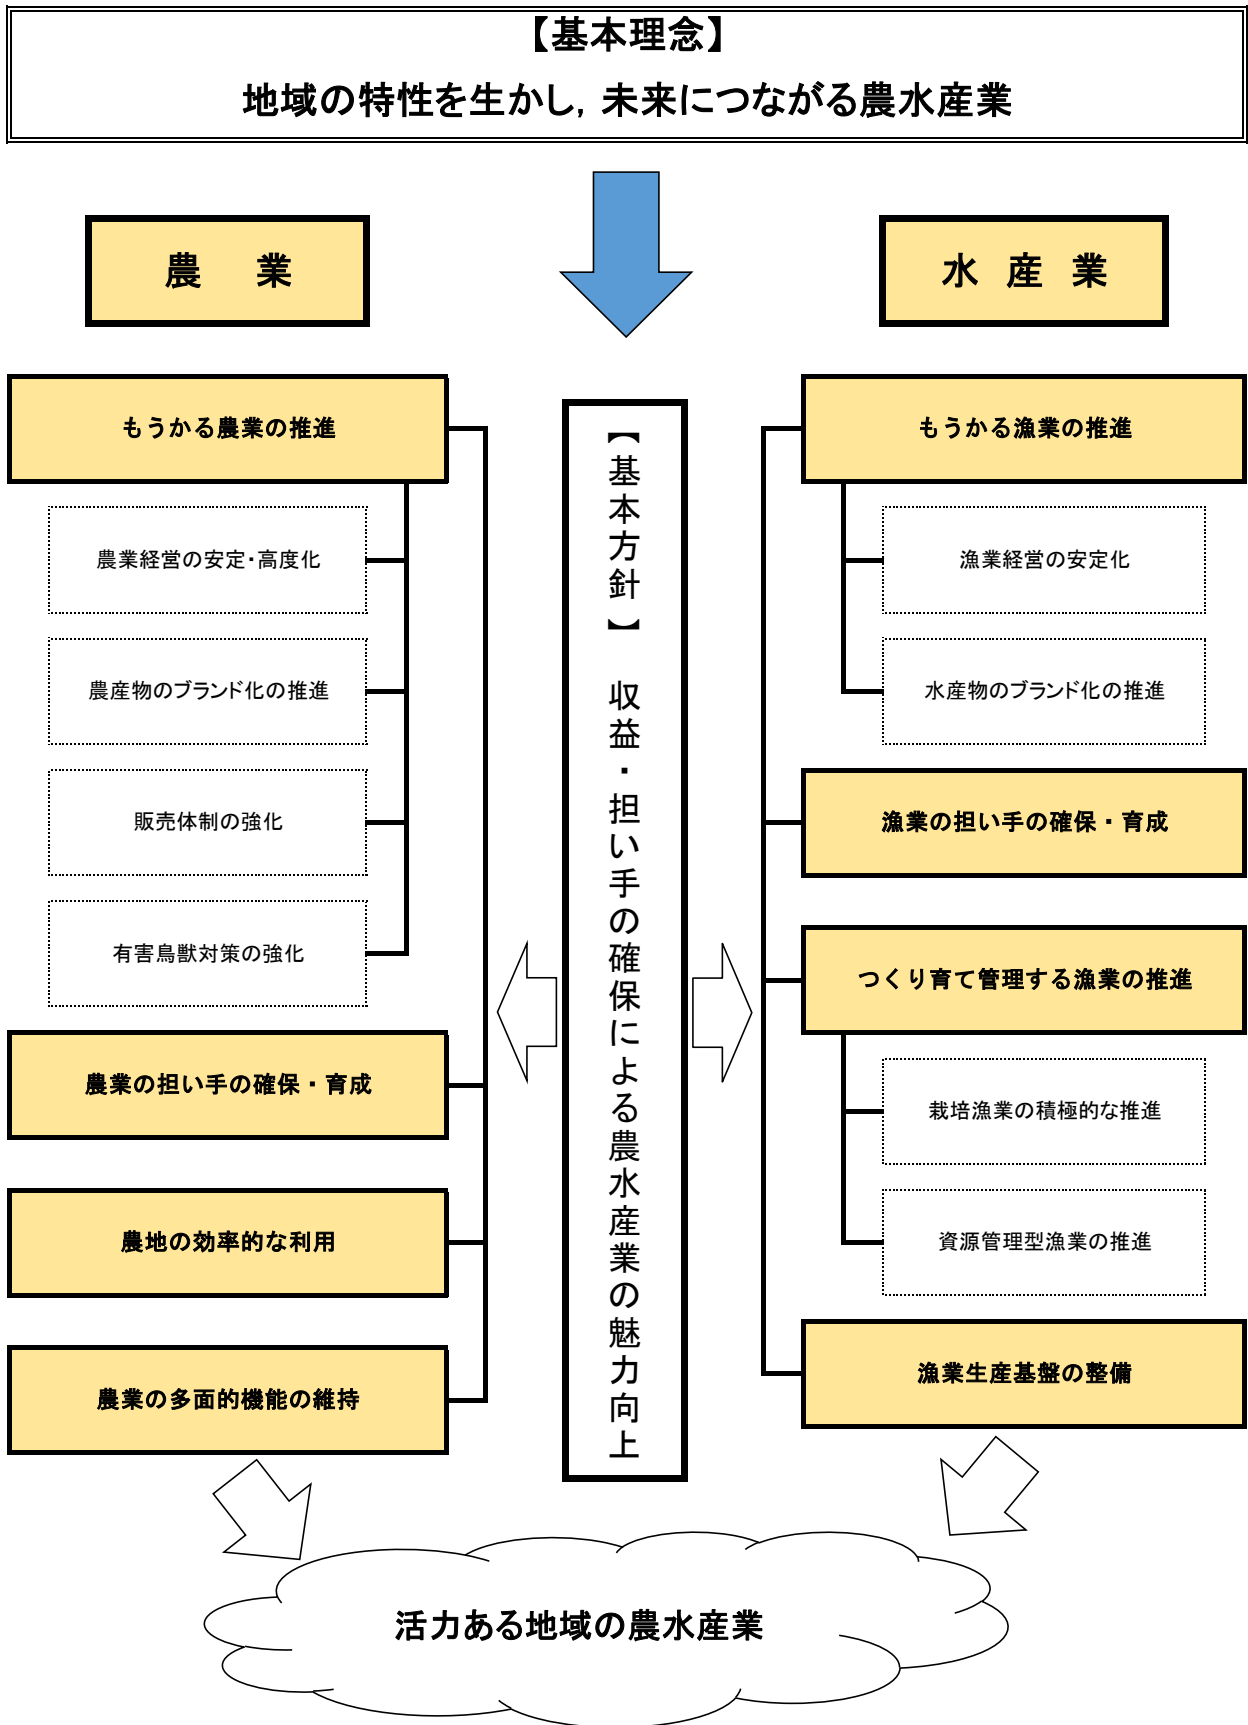 【基本理念】
地域の特性を生かし，未来につながる農水産業
農　業
もうかる農業の推進
農業経営の安定・高度化
農産物のブランド化の推進
販売体制の強化
有害鳥獣対策の強化
農業の担い手の確保・育成
農地の効率的な利用
農業の多面的機能の維持
【基本方針】　収益・担い手の確保による農水産業の魅力向上
水 産 業
もうかる漁業の推進
漁業経営の安定化
水産物のブランド化の推進
漁業の担い手の確保・育成
つくり育て管理する漁業の推進
栽培漁業の積極的な推進
資源管理型漁業の推進
漁業生産基盤の整備
活力ある地域の農水産業